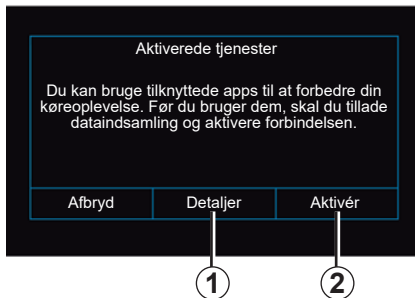 Aktiverede tjenester
Du kan bruge tilknyttede apps til at forbedre din
køreoplevelse. Før du bruger dem, skal du tillade
dataindsamling og aktivere forbindelsen.
Afbryd Detaljer Aktivér
1 2